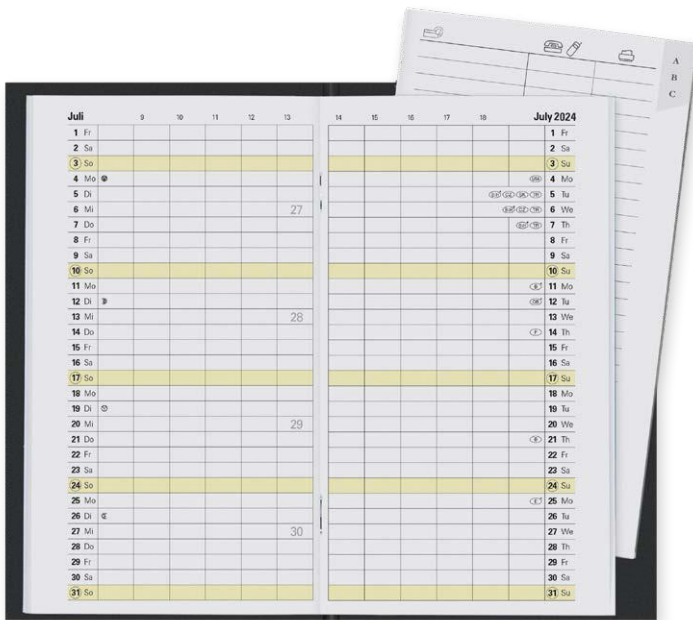 A
B
C
Juli 9 10 11 12 13 14 15 16 17 18 July 2024
1 Fr 1 Fr
2 Sa 2 Sa
3 So 3 Su
4 Mo 4 Mo
5 Di 5 Tu
6 Mi 27 6 We
7 Do 7 Th
8 Fr 8 Fr
9 Sa 9 Sa
10 So 10 Su
11 Mo 11 Mo
12 Di 12 Tu
13 Mi 28 13 We
14 Do 14 Th
15 Fr 15 Fr
16 Sa 16 Sa
17 So 17 Su
18 Mo 18 Mo
19 Di 19 Tu
20 Mi 29 20 We
21 Do 21 Th
22 Fr 22 Fr
23 Sa 23 Sa
24 So 24 Su
25 Mo 25 Mo
26 Di 26 Tu
27 Mi 30 27 We
28 Do 28 Th
29 Fr 29 Fr
30 Sa 30 Sa
31 So 31 Su